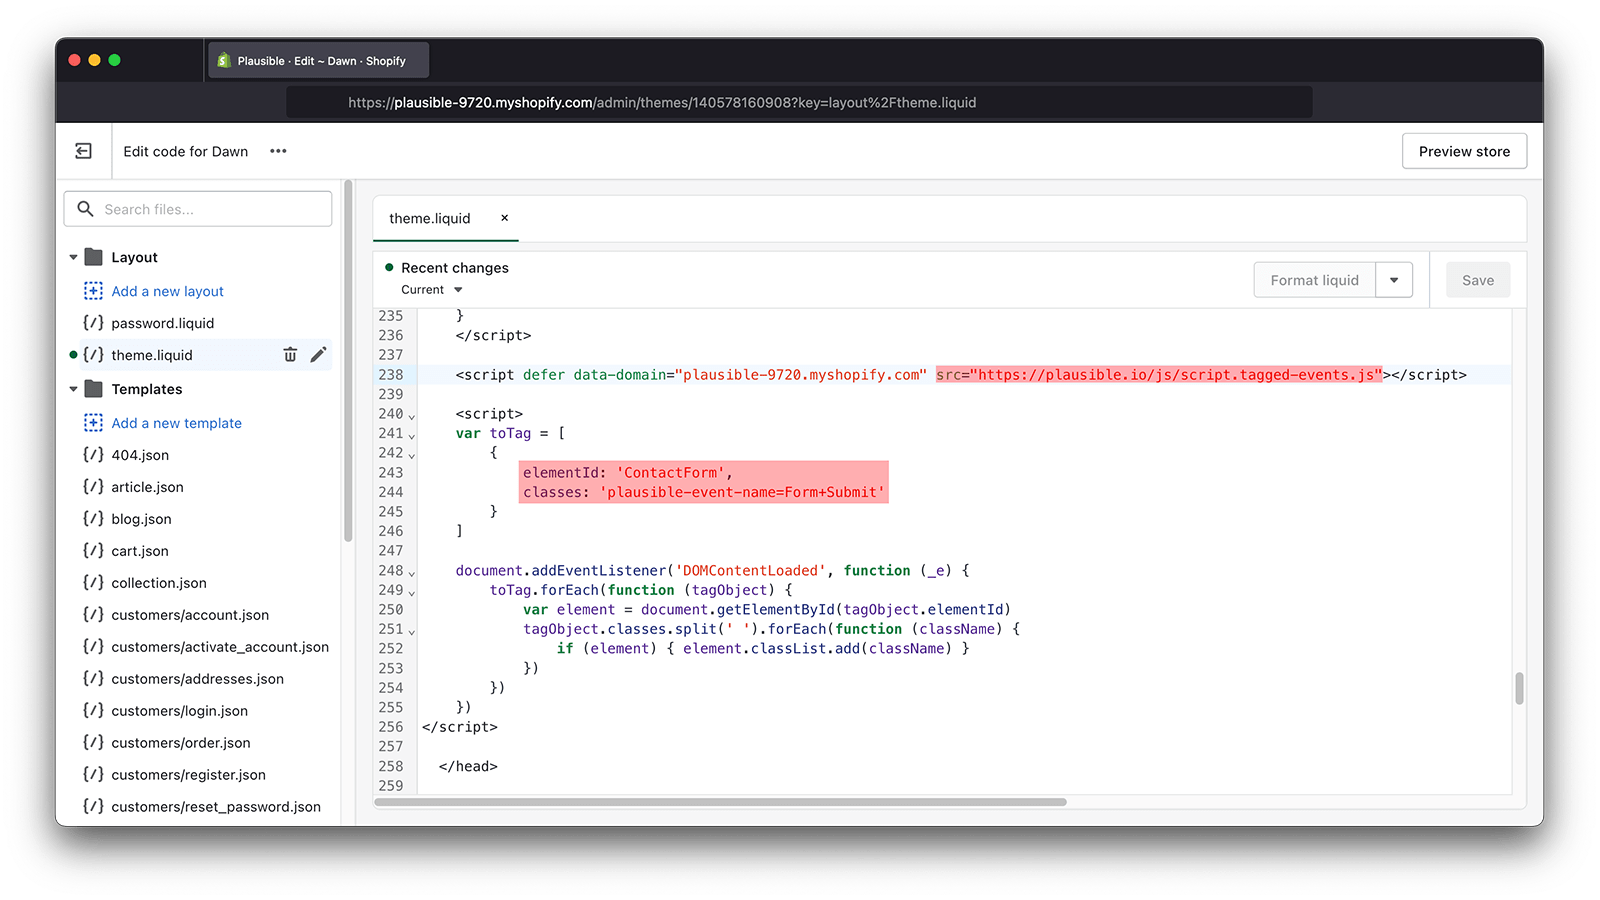 Plausible · Edit ~ Dawn · Shopify
https://plausible-9720.myshopify.com/admin/themes/140578160908?key=layout%2Ftheme.liquid
Edit code for Dawn
Preview store
Search files...
Layout
Add a new layout
{/} password.liquid
{/} theme.liquid
Templates
Add a new template
{/} 404.json
{/} article.json
{/} blog.json
{/} cart.json
{/} collection.json
{/} customers/account.json
{/} customers/activate_account.json
{/} customers/addresses.json
{/} customers/login.json
{/} customers/order.json
{/} customers/register.json
{/} customers/reset_password.json
theme.liquid ×
Recent changes
Current
Format liquid
Save
235 }
236 </script>
237
238 <script defer data-domain="plausible-9720.myshopify.com" src="https://plausible.io/js/script.tagged-events.js"></script>
239
240 <script>
241 var toTag = [
242 {
243 elementId: 'ContactForm',
244 classes: 'plausible-event-name=Form+Submit'
245 }
246 ]
247
248 document.addEventListener('DOMContentLoaded', function (_e) {
249 toTag.forEach(function (tagObject) {
250 var element = document.getElementById(tagObject.elementId)
251 tagObject.classes.split(' ').forEach(function (className) {
252 if (element) { element.classList.add(className) }
253 })
254 })
255 })
256 </script>
257
258 </head>
259